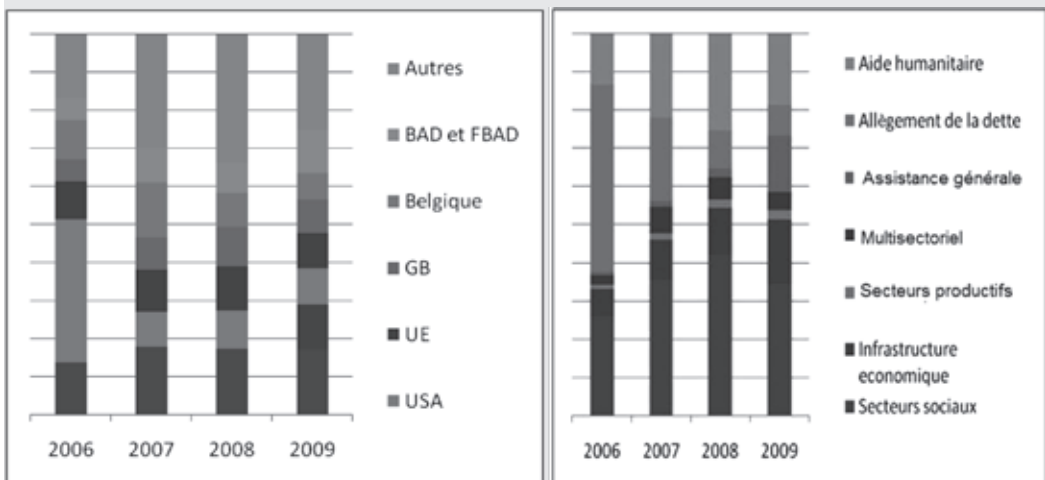 Autres
BAD et FBAD
Belgique
GB
UE
USA
2006 2007 2008 2009
Aide humanitaire
Allègement de la dette
Assistance générale
Multisectoriel
Secteurs productifs
Infrastructure
economique
Secteurs sociaux
2006 2007 2008 2009